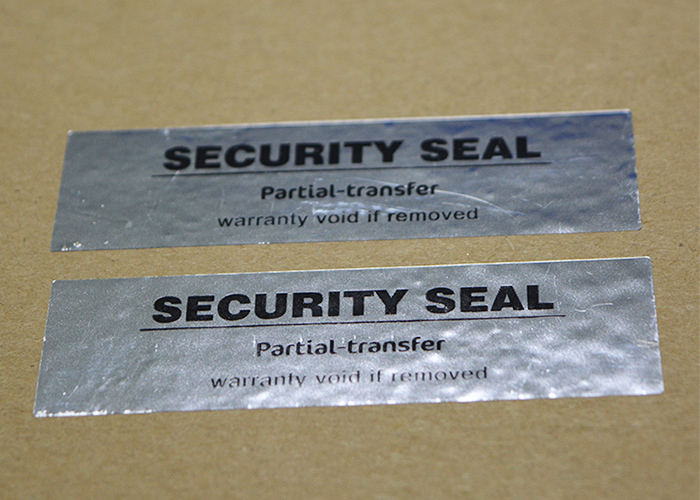 SECURITY SEAL
Partial-transfer
warranty void if removed
SECURITY SEAL
Partial-transfer
warranty void if removed